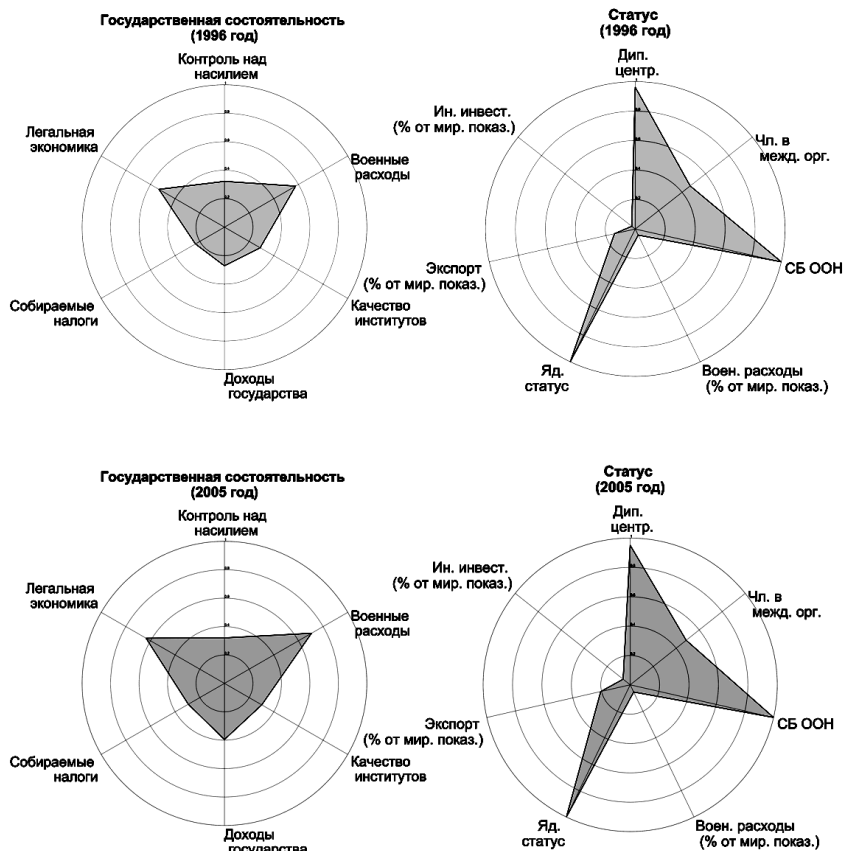 Государственная состоятельность
(1996 год)
Контроль над
насилием
Легальная
экономика
Военные
расходы
Собираемые
налоги
Качество
институтов
Доходы
государства
Статус
(1996 год)
Дип.
центр.
Ин. инвест.
(% от мир. показ.)
Чл. в
межд. орг.
Экспорт
(% от мир. показ.)
СБ ООН
Яд.
статус
Воен. расходы
(% от мир. показ.)
Государственная состоятельность
(2005 год)
Контроль над
насилием
Легальная
экономика
Военные
расходы
Собираемые
налоги
Качество
институтов
Доходы
государства
Статус
(2005 год)
Дип.
центр.
Ин. инвест.
(% от мир. показ.)
Чл. в
межд. орг.
Экспорт
(% от мир. показ.)
СБ ООН
Яд.
статус
Воен. расходы
(% от мир. показ.)